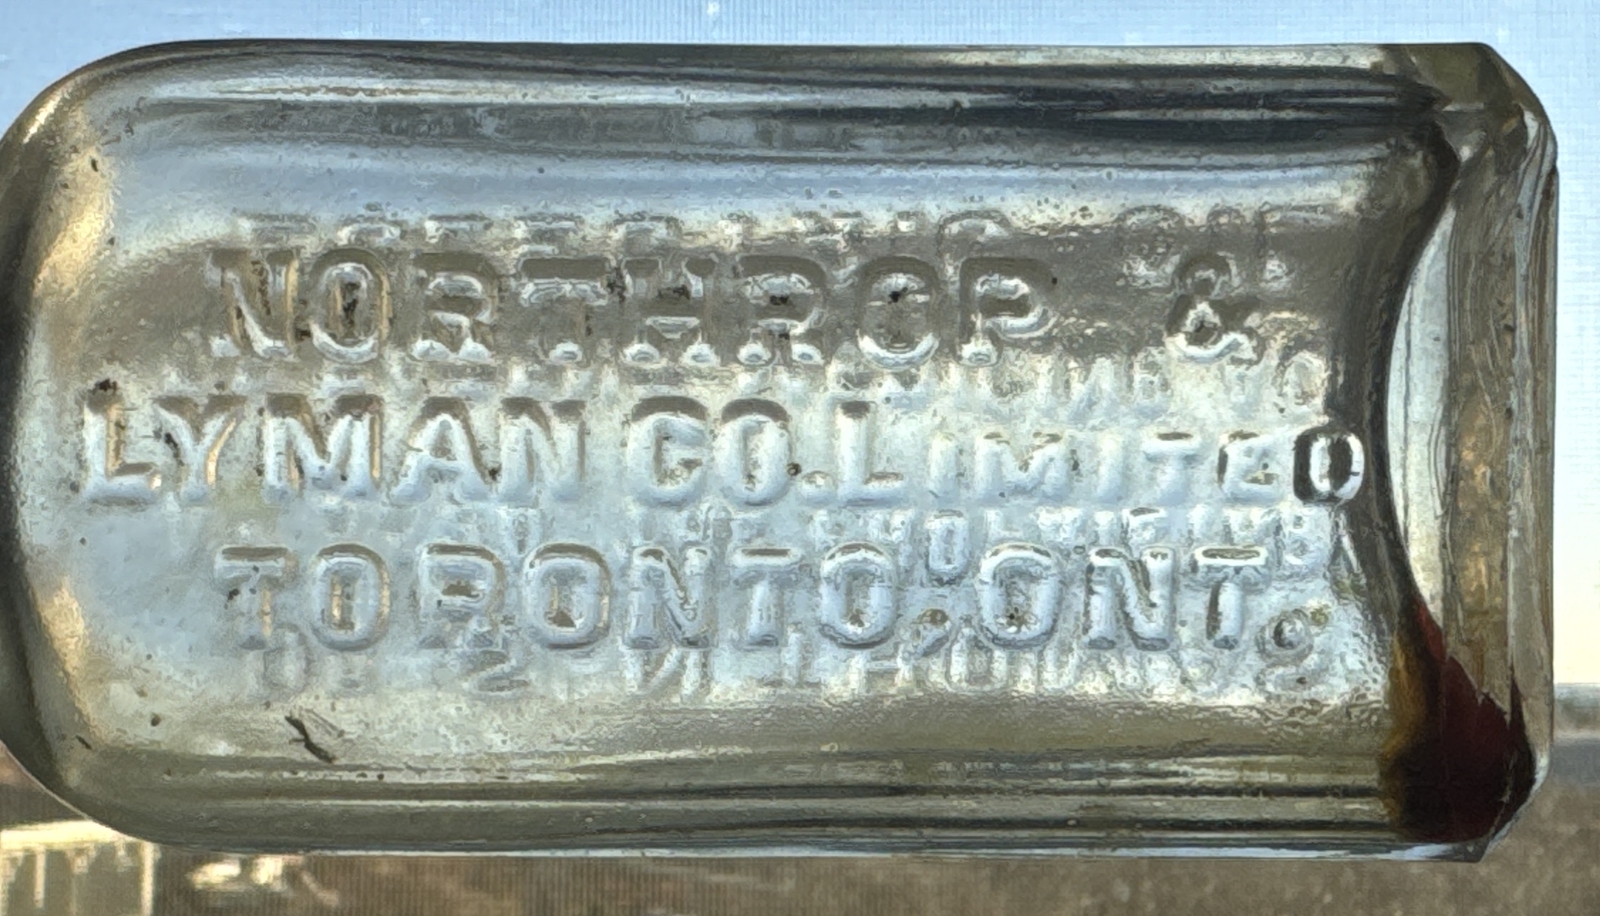 NORTHROP &
LYMAN CO. LIMITED
TORONTO, ONT.